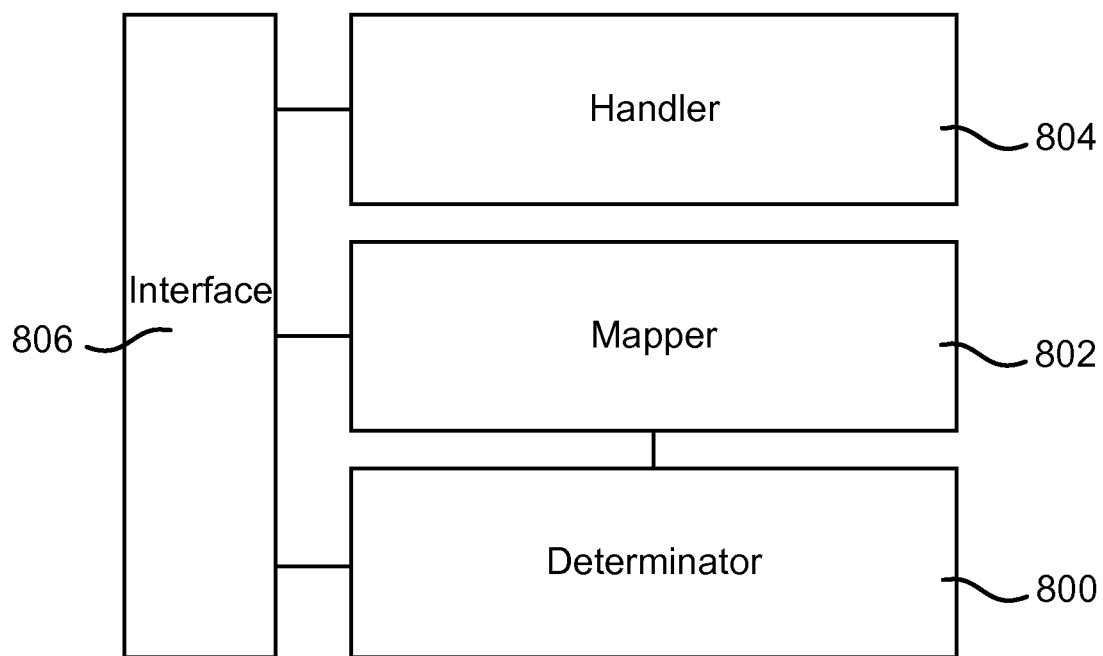 Handler
804
Interface
806
Mapper
802
Determinator
800